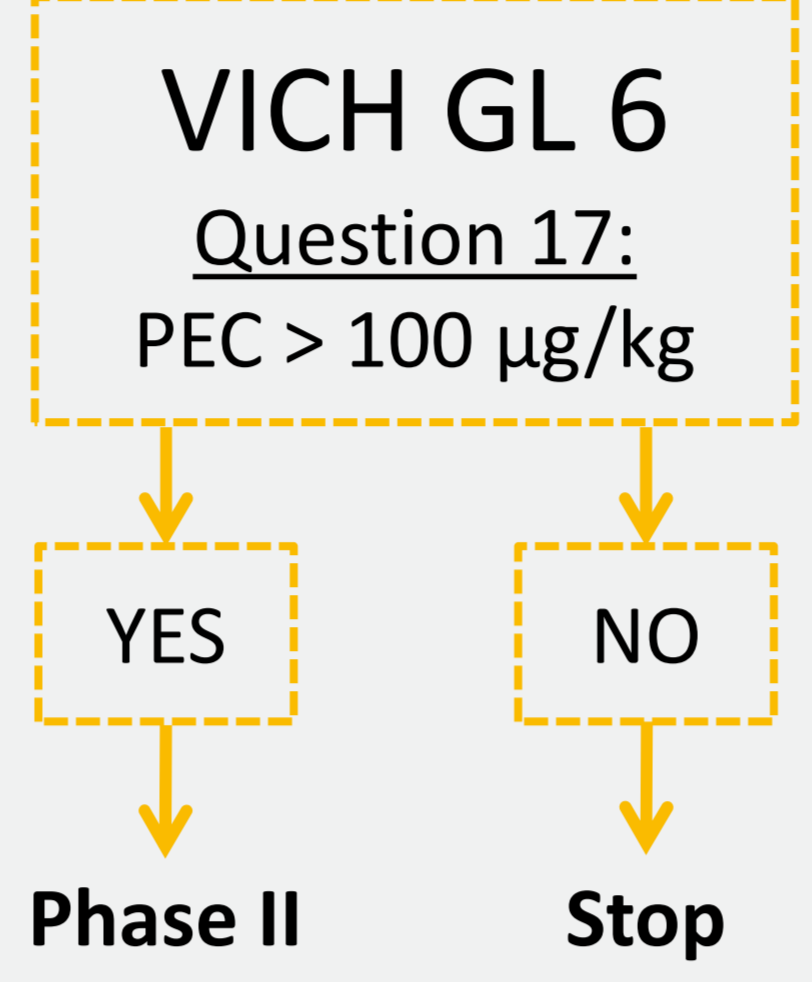 VICH GL 6
Question 17:
PEC > 100 µg/kg
YES
NO
Phase II
Stop